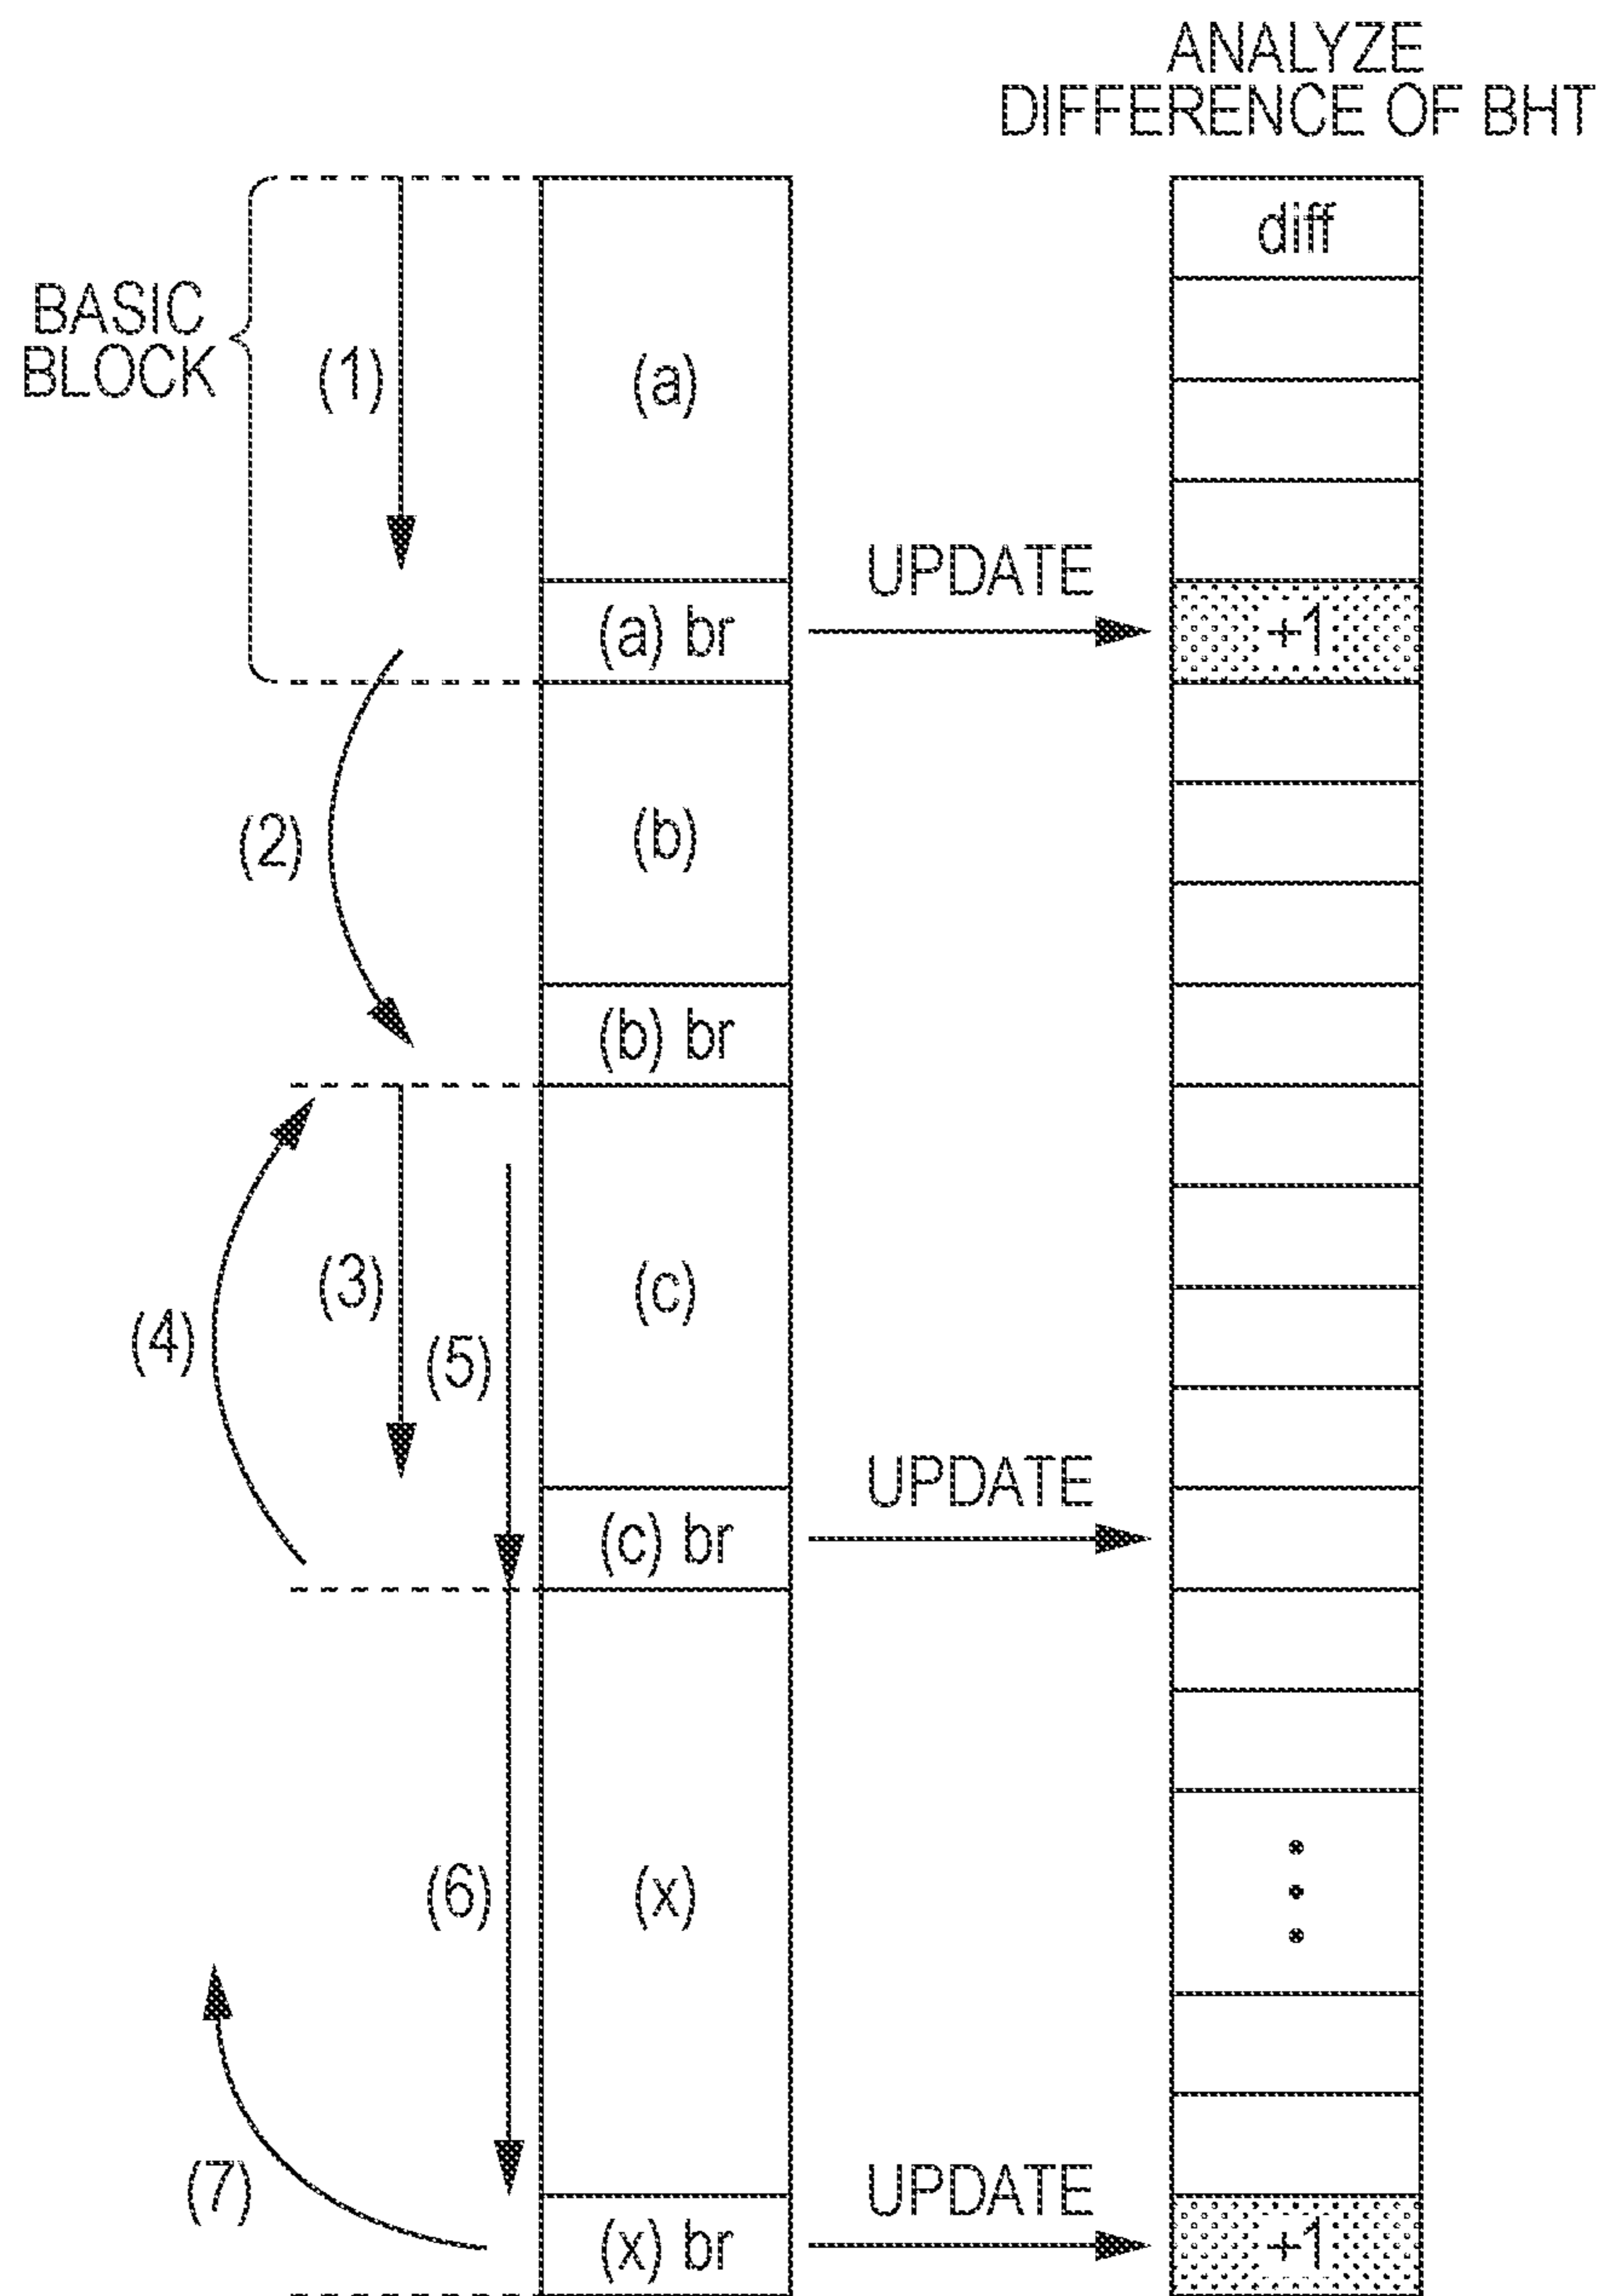 ANALYZE
DIFFERENCE OF BHT
diff
BASIC
BLOCK
(1)
(a)
UPDATE
(a) br
+1
(2)
(b)
(b) br
(3)
(c)
(4)
(5)
UPDATE
(c) br
(6)
(x)
(7)
UPDATE
(x) br
+1